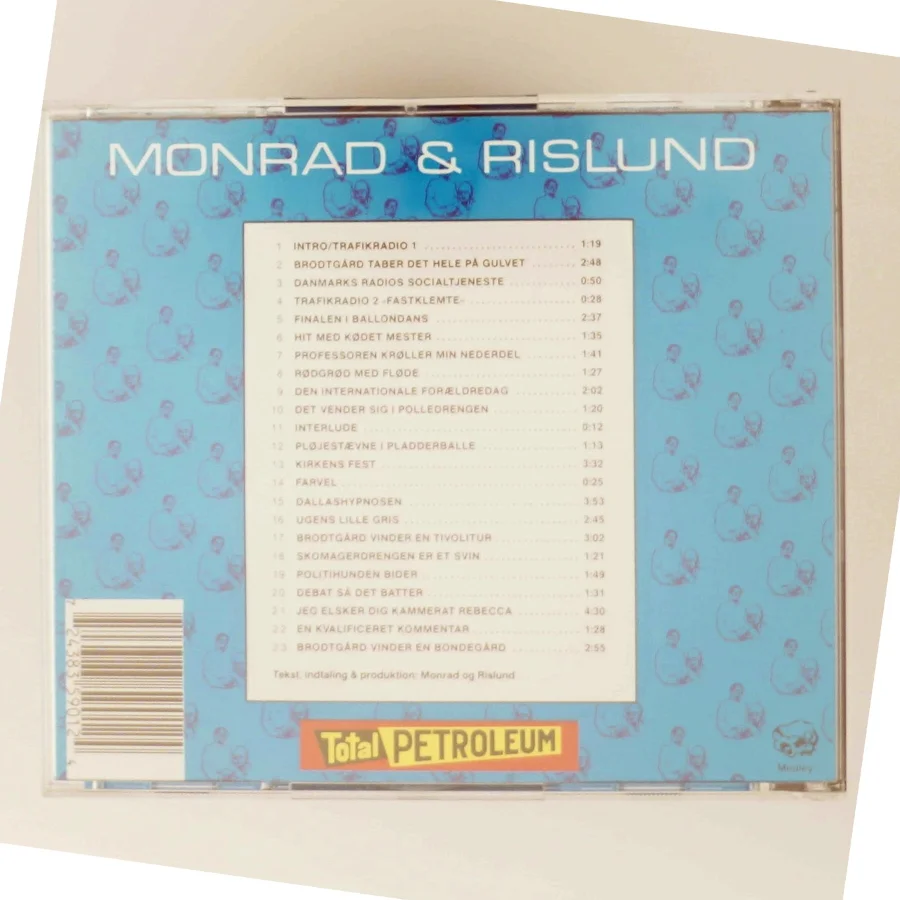 MONRAD & RISLUND
1 INTRO/TRAFIKRADIO 1 1:19
2 BRODTGÅRD TABER DET HELE PÅ GULVET 2:48
3 DANMARKS RADIOS SOCIALTJENESTE 0:50
4 TRAFIKRADIO 2 -FASTKLEMTE- 0:28
5 FINALEN I BALLONDANS 2:37
6 HIT MED KØDET MESTER 1:35
7 PROFESSOREN KRØLLER MIN NEDERDEL 1:41
8 RØDGRØD MED FLØDE 1:27
9 DEN INTERNATIONALE FORÆLDREDAG 2:02
10 DET VENDER SIG I POLLEDRENGEN 1:20
11 INTERLUDE 0:12
12 PLØJESTÆVNE I PLADDERBALLE 1:13
13 KIRKENS FEST 3:32
14 FARVEL 0:25
15 DALLASHYPNOSEN 3:53
16 UGENS LILLE GRIS 2:45
17 BRODTGÅRD VINDER EN TIVOLITUR 3:02
18 SKOMAGERDRENGEN ER ET SVIN 1:21
19 POLITIHUNDEN BIDER 1:49
20 DEBAT SÅ DET BATTER 1:31
21 JEG ELSKER DIG KAMMERAT REBECCA 4:30
22 EN KVALIFICERET KOMMENTAR 1:28
23 BRODTGÅRD VINDER EN BONDEGÅRD 2:55
Tekst, indtaling & produktion: Monrad og Rislund
Total PETROLEUM